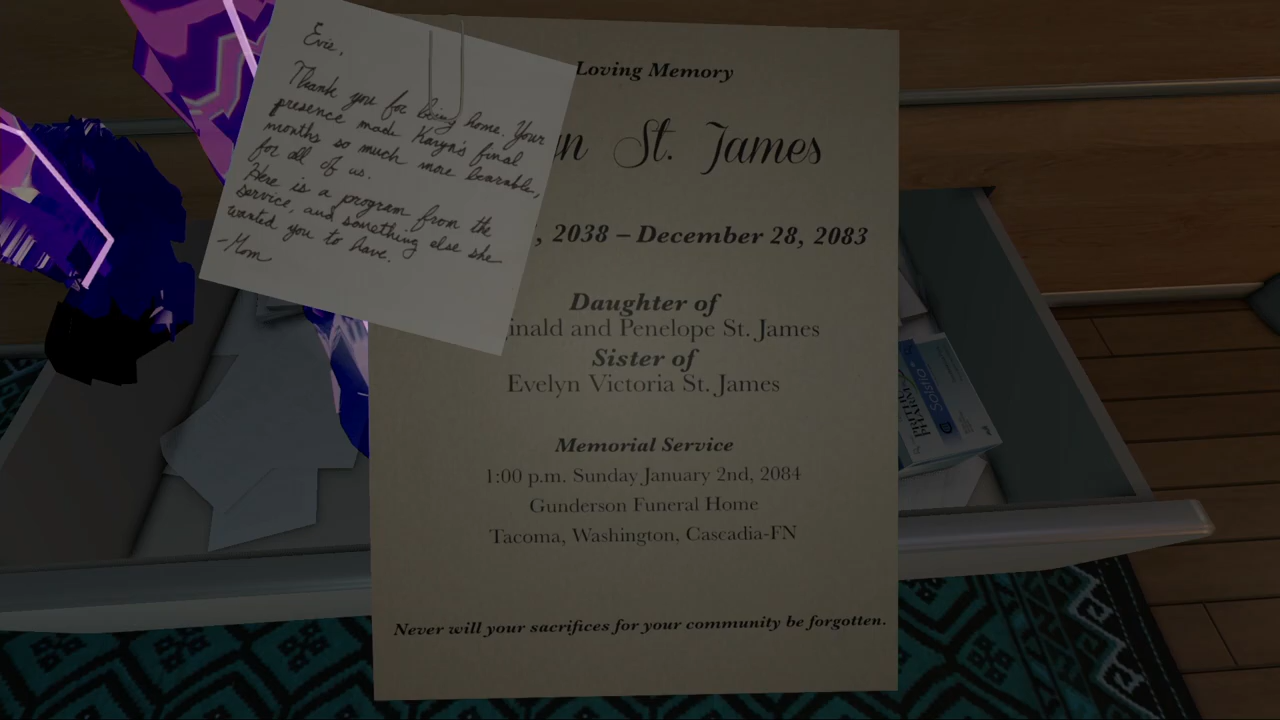 Evie,
Thank you for being home. Your
presence made Karyn's final
months so much more bearable,
for all of us.
Here is a program from the
service, and something else she
wanted you to have.
-Mom
Loving Memory
n St. James
, 2038 – December 28, 2083
Daughter of
inald and Penelope St. James
Sister of
Evelyn Victoria St. James
Memorial Service
1:00 p.m. Sunday January 2nd, 2084
Gunderson Funeral Home
Tacoma, Washington, Cascadia-FN
Never will your sacrifices for your community be forgotten.